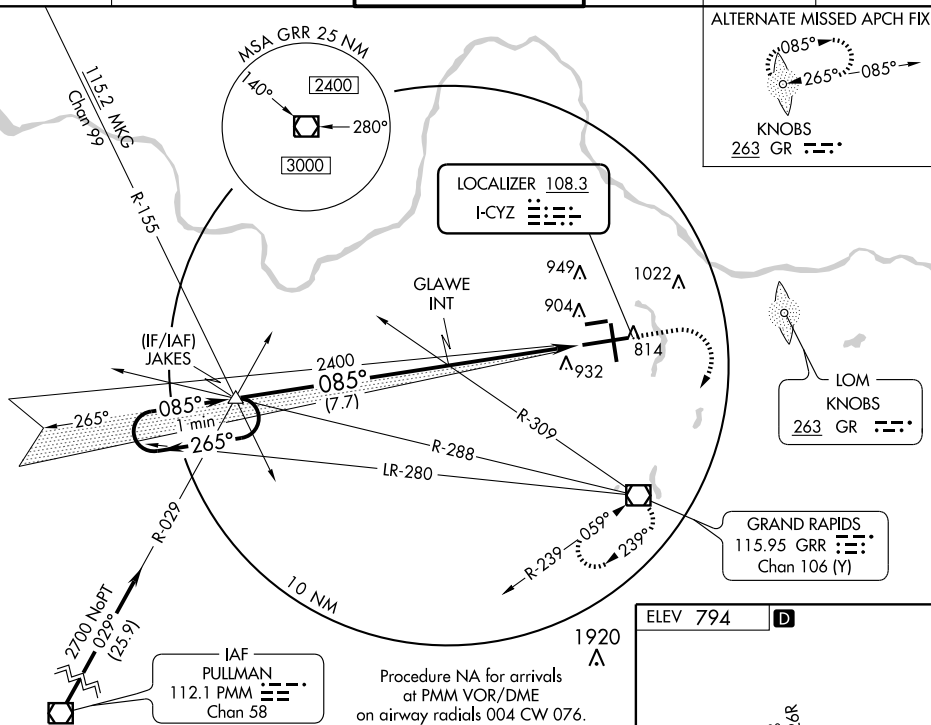 ALTERNATE MISSED APCH FIX
085°
265°
085°
KNOBS
263 GR
MSA GRR 25 NM
140°
2400
280°
3000
115.2 MKG
Chan 99
R-155
LOCALIZER 108.3
I-CYZ
949
1022
904
GLAWE
INT
814
932
(IF/IAF)
JAKES
2400
085°
(7.7)
265°
085°
1 min
265°
LOM
KNOBS
263 GR
R-309
R-288
LR-280
R-029
R-239
059°
239°
GRAND RAPIDS
115.95 GRR
Chan 106 (Y)
10 NM
2700 NoPT
029°
(25.9)
IAF
PULLMAN
112.1 PMM
Chan 58
1920
Procedure NA for arrivals
at PMM VOR/DME
on airway radials 004 CW 076.
ELEV 794
D